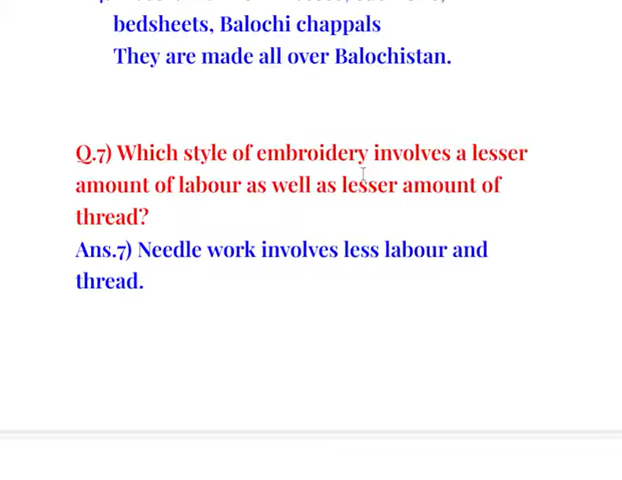 bedsheets, Balochi chappals
They are made all over Balochistan.
Q.7) Which style of embroidery involves a lesser
amount of labour as well as lesser amount of
thread?
Ans.7) Needle work involves less labour and
thread.